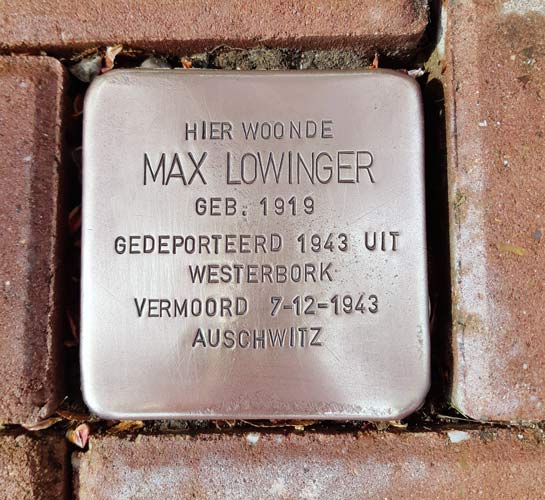 HIER WOONDE
MAX LOWINGER
GEB. 1919
GEDEPORTEERD 1943 UIT
WESTERBORK
VERMOORD 7-12-1943
AUSCHWITZ